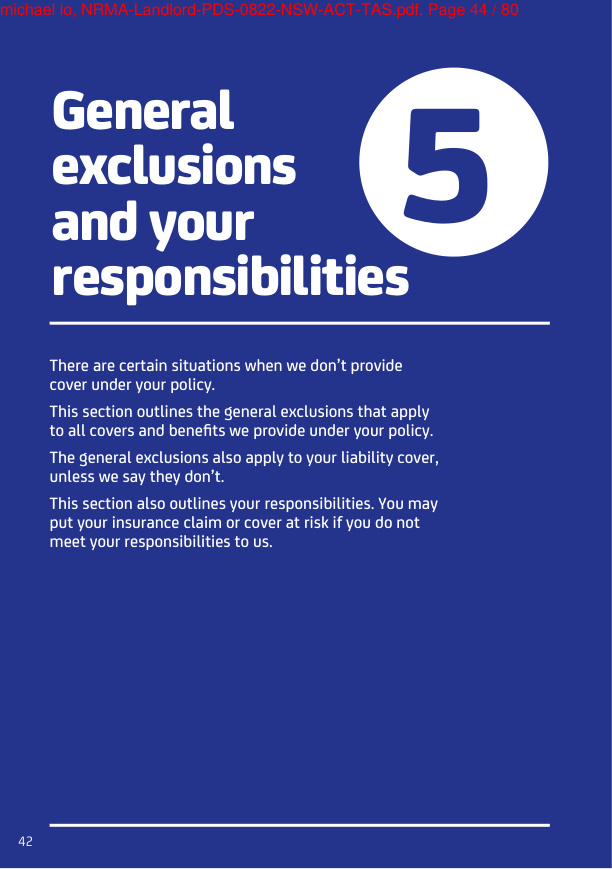 michael lo, NRMA-Landlord-PDS-0822-NSW-ACT-TAS.pdf, Page 44 / 80
General
exclusions
and your
responsibilities
5
There are certain situations when we don’t provide
cover under your policy.
This section outlines the general exclusions that apply
to all covers and benefits we provide under your policy.
The general exclusions also apply to your liability cover,
unless we say they don’t.
This section also outlines your responsibilities. You may
put your insurance claim or cover at risk if you do not
meet your responsibilities to us.
42